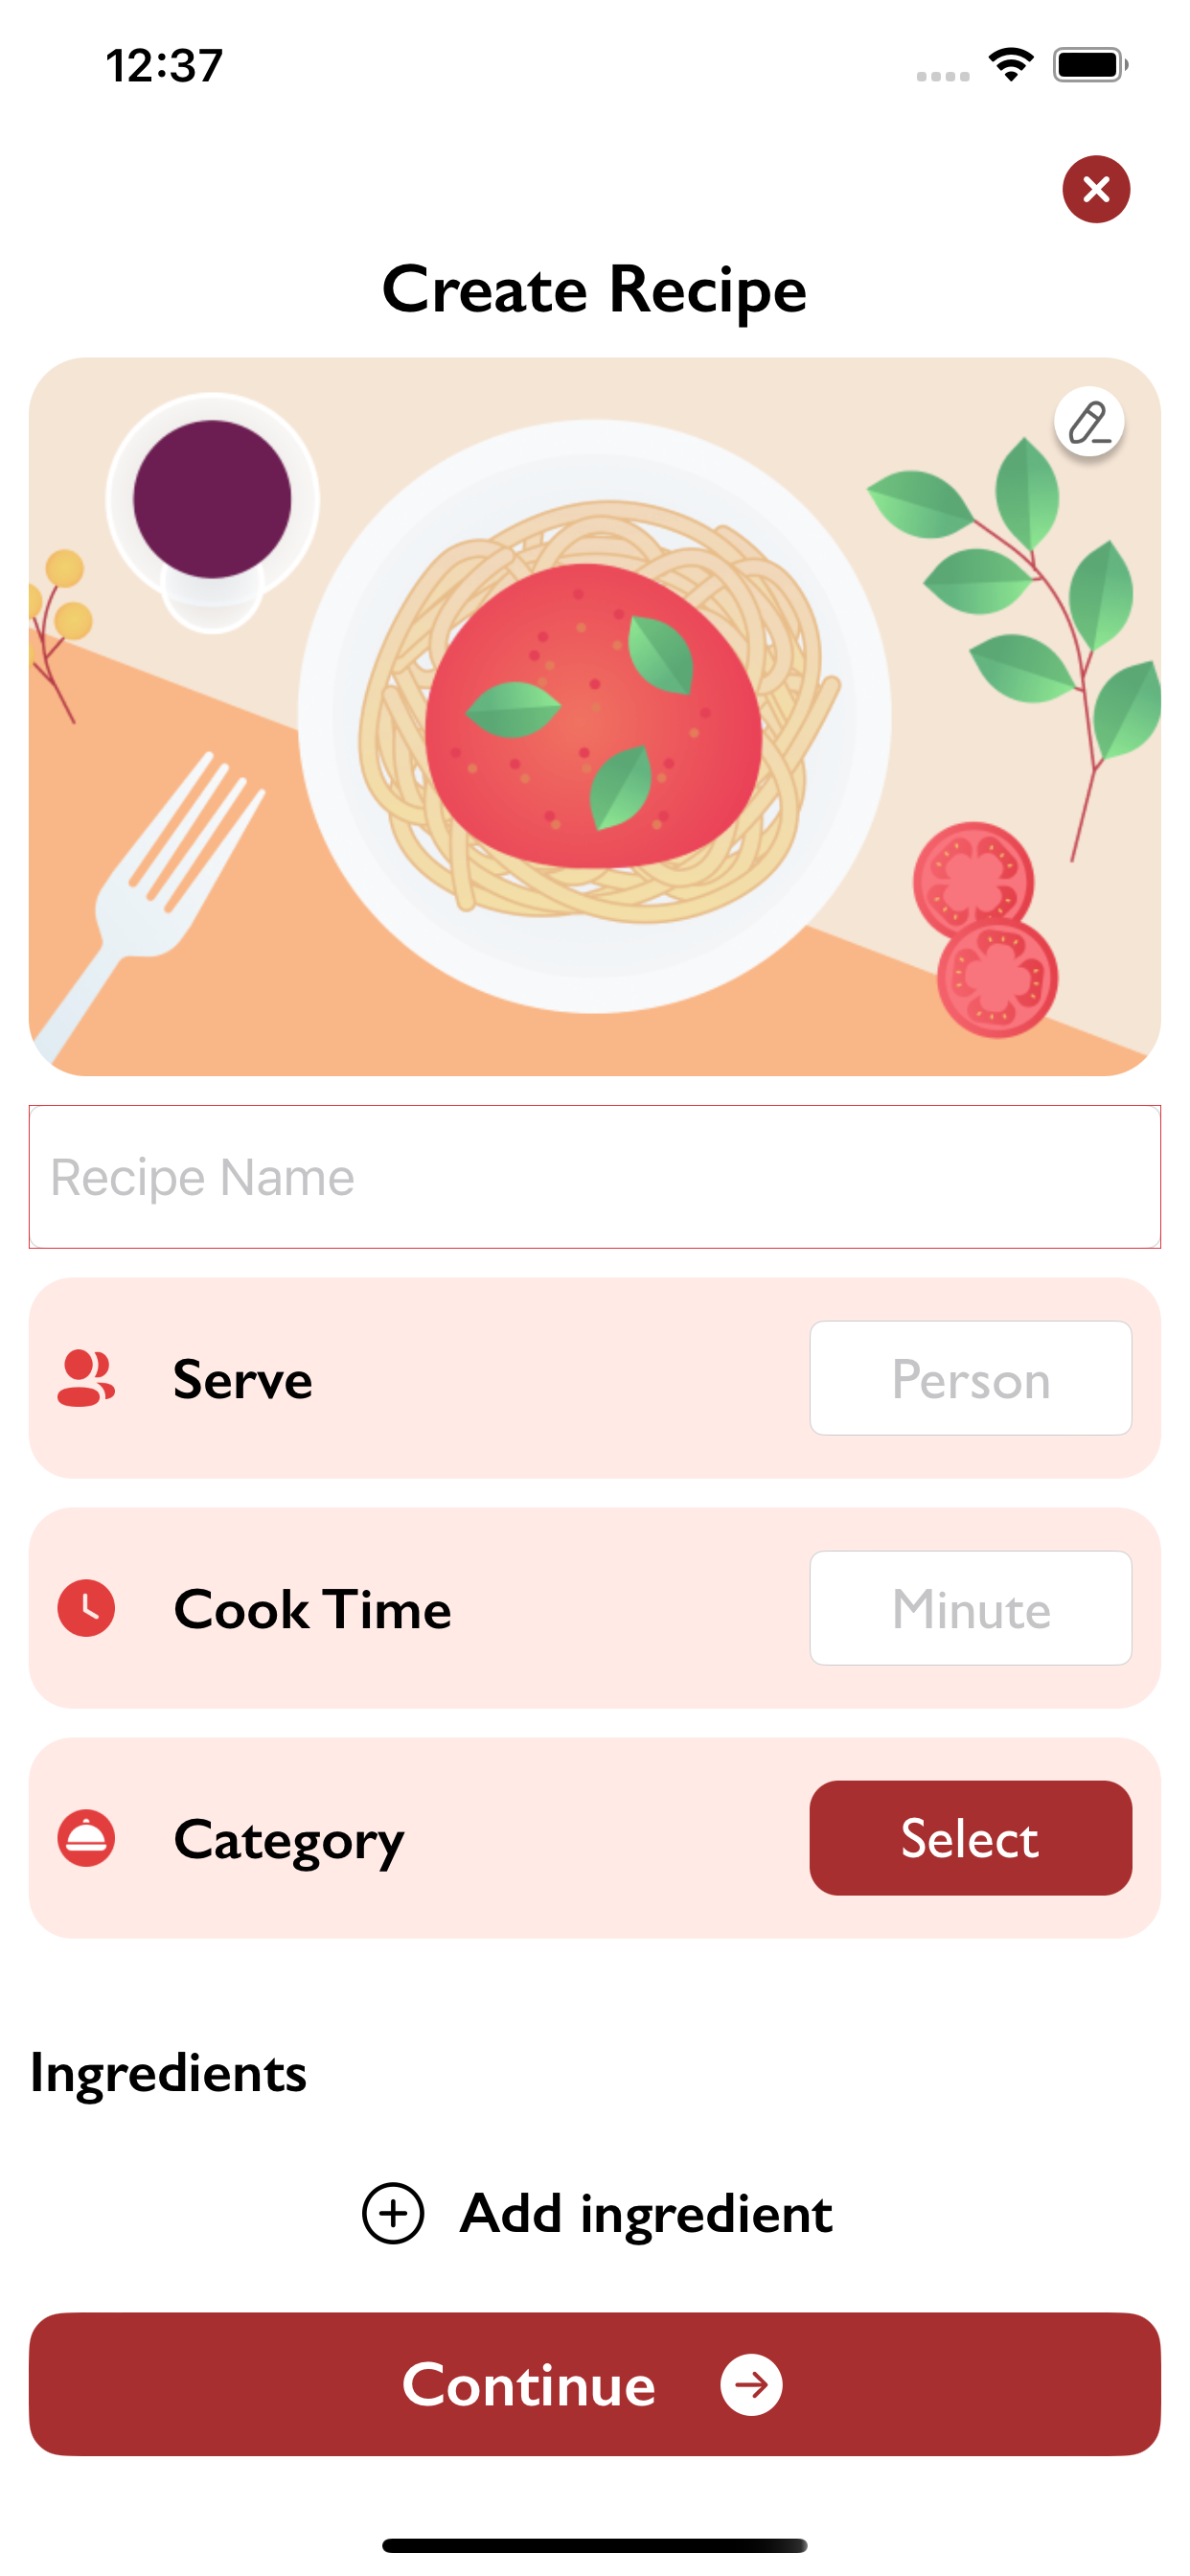 12:37
Create Recipe
Recipe Name
Serve
Person
Cook Time
Minute
Category
Select
Ingredients
Add ingredient
Continue